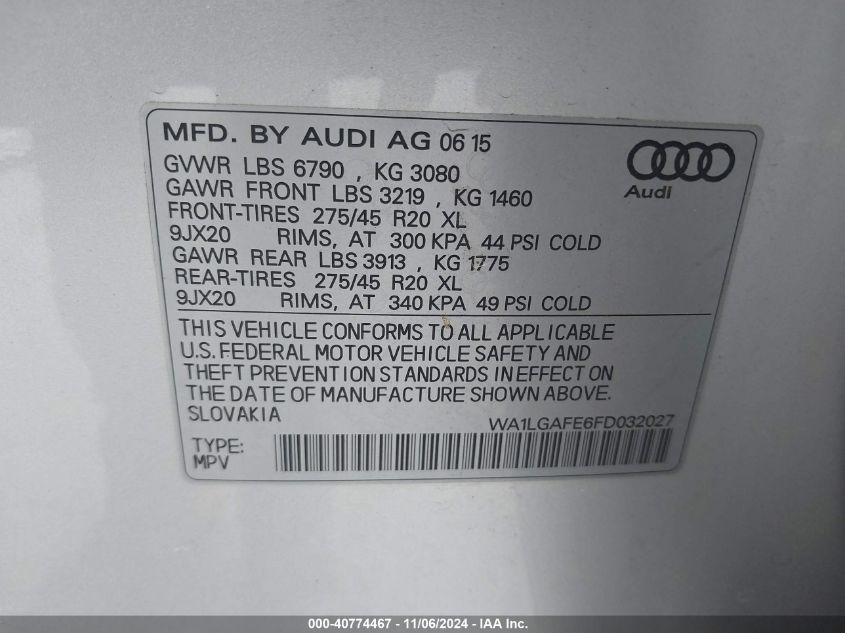 MFD. BY AUDI AG 06 15
Audi
GVWR LBS 6790 , KG 3080
GAWR FRONT LBS 3219 , KG 1460
FRONT-TIRES 275/45 R20 XL
9JX20 RIMS, AT 300 KPA 44 PSI COLD
GAWR REAR LBS 3913 , KG 1775
REAR-TIRES 275/45 R20 XL
9JX20 RIMS, AT 340 KPA 49 PSI COLD
THIS VEHICLE CONFORMS TO ALL APPLICABLE
U.S. FEDERAL MOTOR VEHICLE SAFETY AND
THEFT PREVENTION STANDARDS IN EFFECT ON
THE DATE OF MANUFACTURE SHOWN ABOVE.
SLOVAKIA
WA1LGAFE6FD032027
TYPE:
MPV
000-40774467 - 11/06/2024 - IAA Inc.